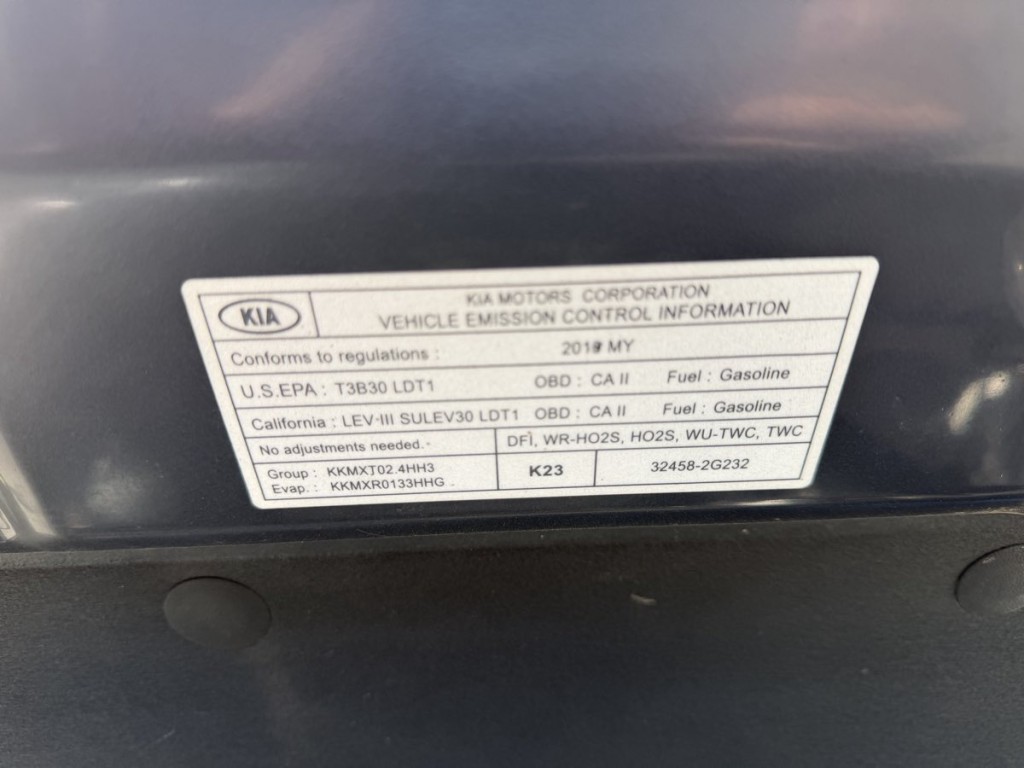 KIA
KIA MOTORS CORPORATION
VEHICLE EMISSION CONTROL INFORMATION
Conforms to regulations : 2019 MY
U.S.EPA : T3B30 LDT1 OBD : CA II Fuel : Gasoline
California : LEV-III SULEV30 LDT1 OBD : CA II Fuel : Gasoline
No adjustments needed.
DFI, WR-HO2S, HO2S, WU-TWC, TWC
Group : KKMXT02.4HH3
Evap. : KKMXR0133HHG
K23
32458-2G232